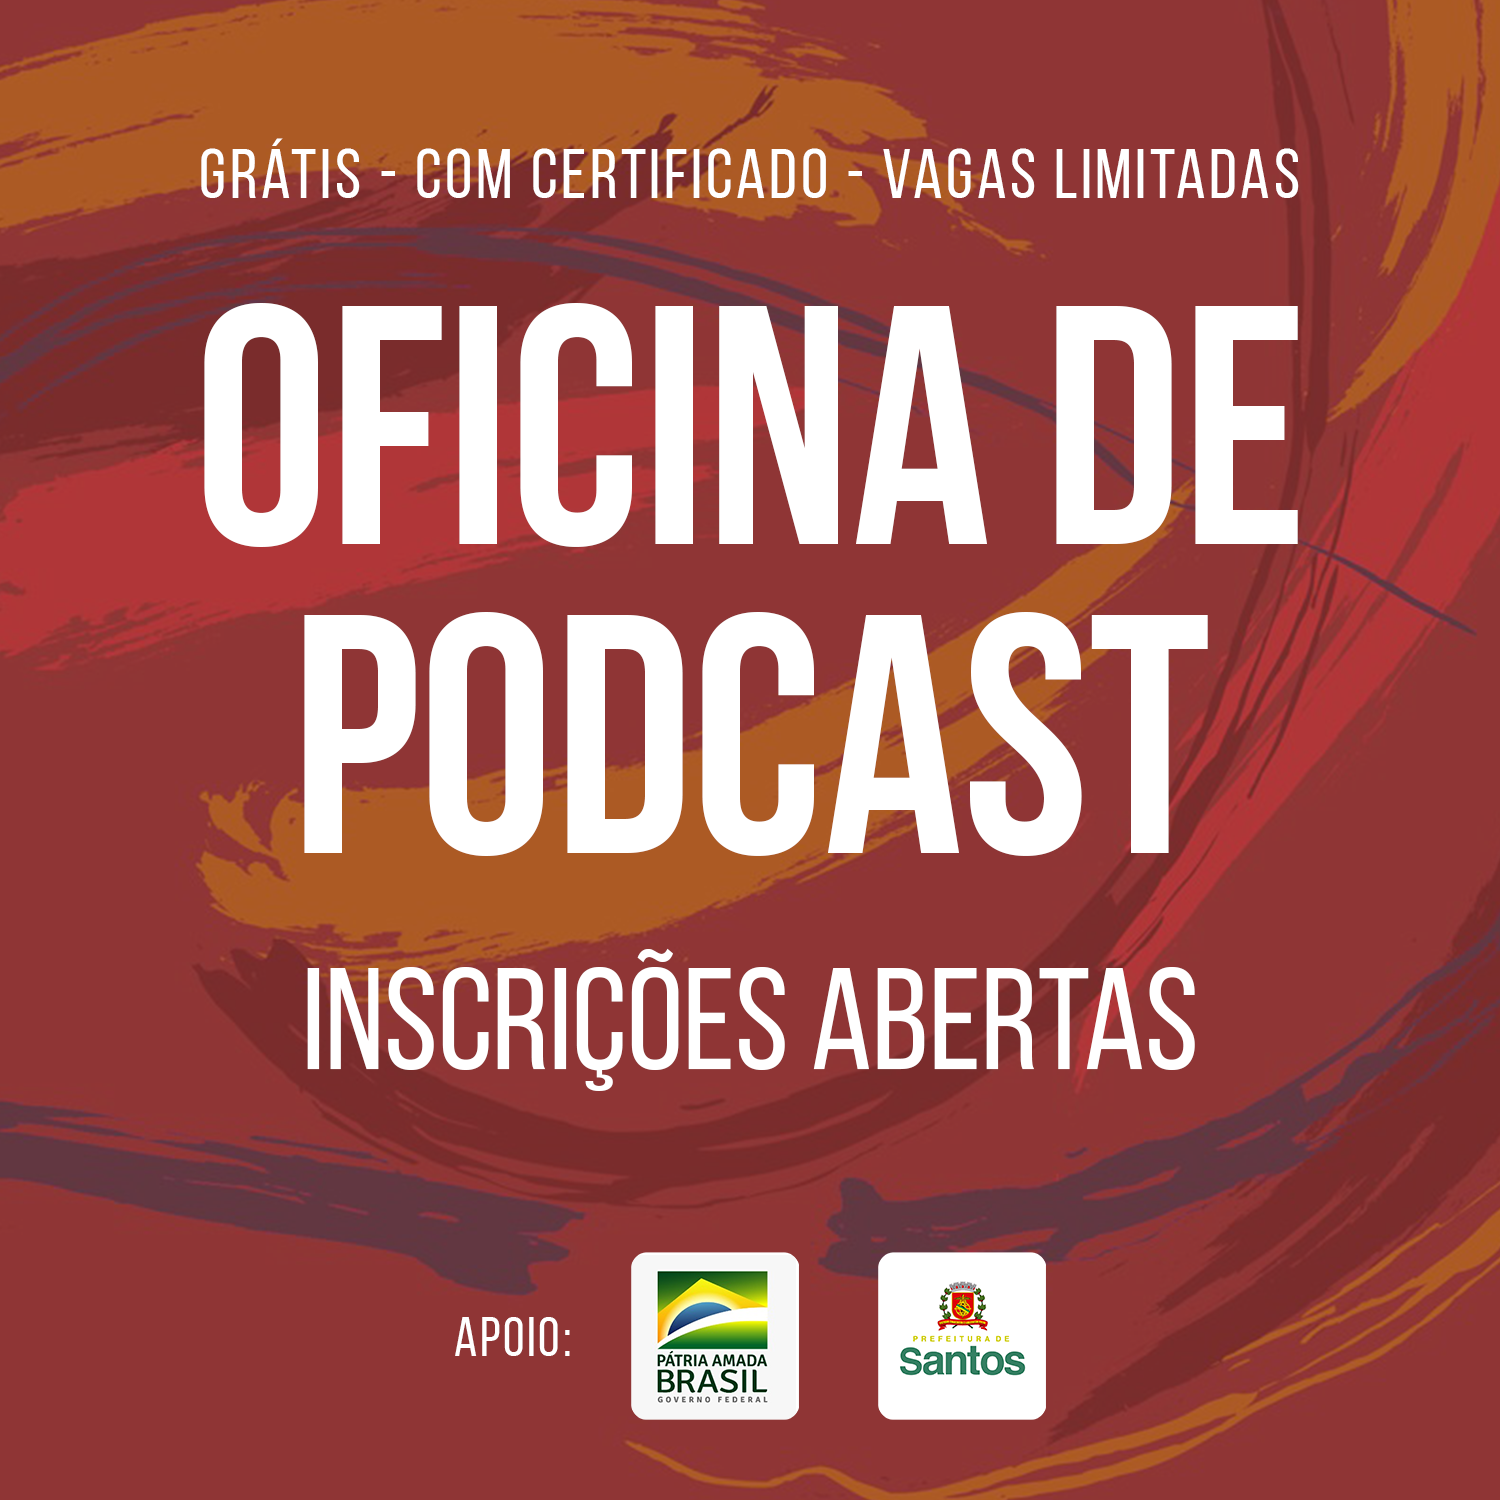 GRÁTIS - COM CERTIFICADO - VAGAS LIMITADAS
OFICINA DE
PODCAST
INSCRIÇÕES ABERTAS
APOIO:
PÁTRIA AMADA
BRASIL
GOVERNO FEDERAL
PREFEITURA DE
Santos